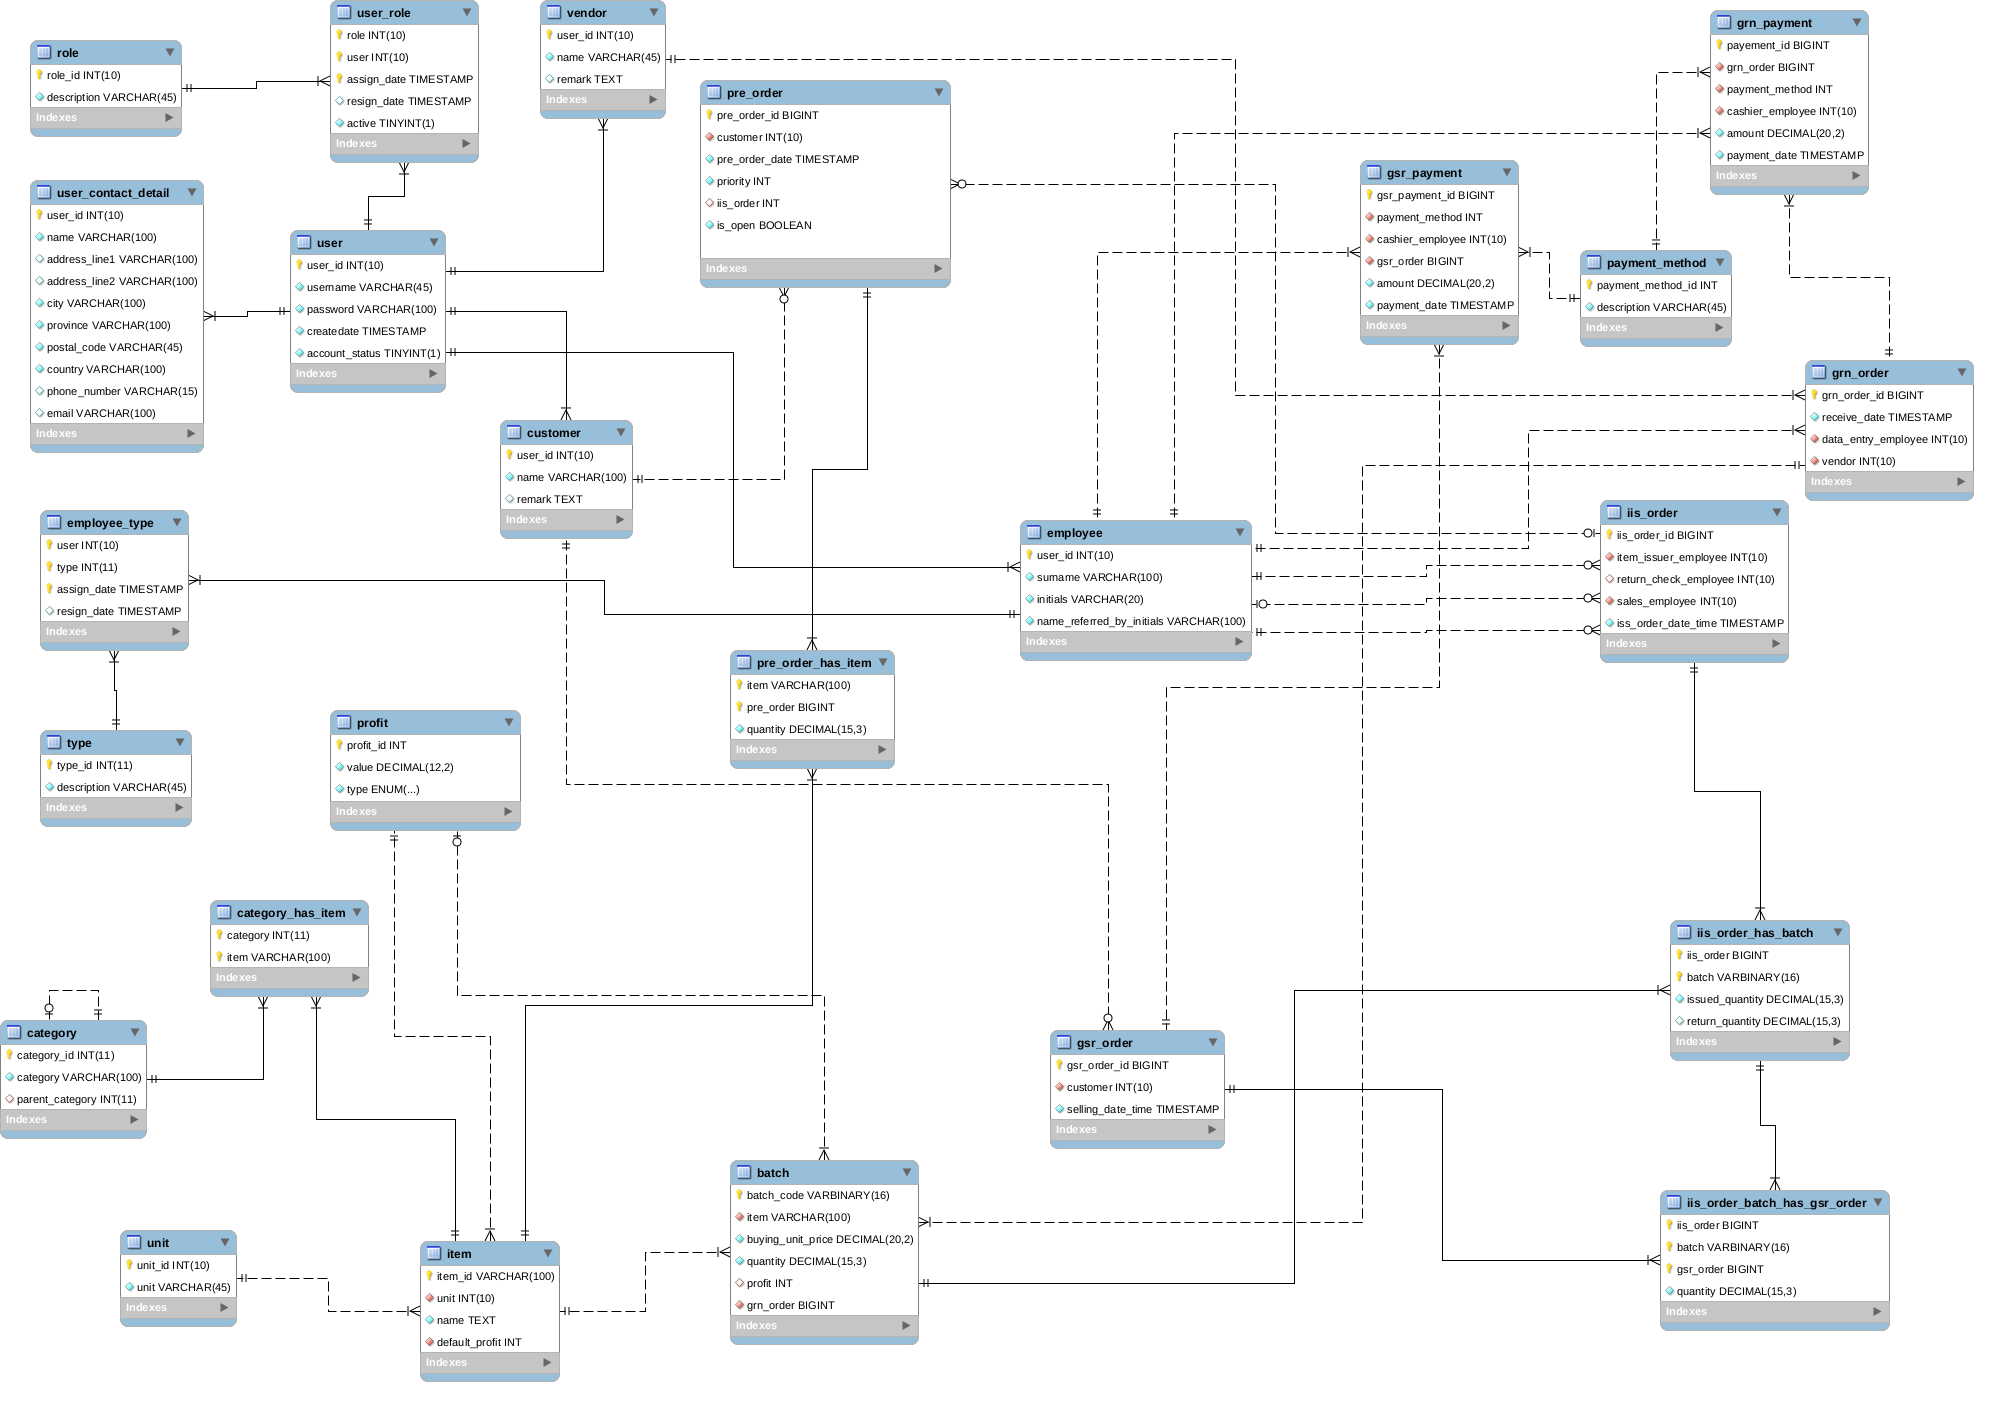 role
role_id INT(10)
description VARCHAR(45)
Indexes
user_role
role INT(10)
user INT(10)
assign_date TIMESTAMP
resign_date TIMESTAMP
active TINYINT(1)
Indexes
vendor
user_id INT(10)
name VARCHAR(45)
remark TEXT
Indexes
pre_order
pre_order_id BIGINT
customer INT(10)
pre_order_date TIMESTAMP
priority INT
iis_order INT
is_open BOOLEAN
Indexes
grn_payment
payement_id BIGINT
grn_order BIGINT
payment_method INT
cashier_employee INT(10)
amount DECIMAL(20,2)
payment_date TIMESTAMP
Indexes
gsr_payment
gsr_payment_id BIGINT
payment_method INT
cashier_employee INT(10)
gsr_order BIGINT
amount DECIMAL(20,2)
payment_date TIMESTAMP
Indexes
payment_method
payment_method_id INT
description VARCHAR(45)
Indexes
user_contact_detail
user_id INT(10)
name VARCHAR(100)
address_line1 VARCHAR(100)
address_line2 VARCHAR(100)
city VARCHAR(100)
province VARCHAR(100)
postal_code VARCHAR(45)
country VARCHAR(100)
phone_number VARCHAR(15)
email VARCHAR(100)
Indexes
user
user_id INT(10)
username VARCHAR(45)
password VARCHAR(100)
createdate TIMESTAMP
account_status TINYINT(1)
Indexes
grn_order
grn_order_id BIGINT
receive_date TIMESTAMP
data_entry_employee INT(10)
vendor INT(10)
Indexes
customer
user_id INT(10)
name VARCHAR(100)
remark TEXT
Indexes
employee_type
user INT(10)
type INT(11)
assign_date TIMESTAMP
resign_date TIMESTAMP
Indexes
employee
user_id INT(10)
surname VARCHAR(100)
initials VARCHAR(20)
name_referred_by_initials VARCHAR(100)
Indexes
iis_order
iis_order_id BIGINT
item_issuer_employee INT(10)
return_check_employee INT(10)
sales_employee INT(10)
iss_order_date_time TIMESTAMP
Indexes
pre_order_has_item
item VARCHAR(100)
pre_order BIGINT
quantity DECIMAL(15,3)
Indexes
type
type_id INT(11)
description VARCHAR(45)
Indexes
profit
profit_id INT
value DECIMAL(12,2)
type ENUM(...)
Indexes
category_has_item
category INT(11)
item VARCHAR(100)
Indexes
iis_order_has_batch
iis_order BIGINT
batch VARBINARY(16)
issued_quantity DECIMAL(15,3)
return_quantity DECIMAL(15,3)
Indexes
category
category_id INT(11)
category VARCHAR(100)
parent_category INT(11)
Indexes
gsr_order
gsr_order_id BIGINT
customer INT(10)
selling_date_time TIMESTAMP
Indexes
batch
batch_code VARBINARY(16)
item VARCHAR(100)
buying_unit_price DECIMAL(20,2)
quantity DECIMAL(15,3)
profit INT
grn_order BIGINT
Indexes
iis_order_batch_has_gsr_order
iis_order BIGINT
batch VARBINARY(16)
gsr_order BIGINT
quantity DECIMAL(15,3)
Indexes
unit
unit_id INT(10)
unit VARCHAR(45)
Indexes
item
item_id VARCHAR(100)
unit INT(10)
name TEXT
default_profit INT
Indexes